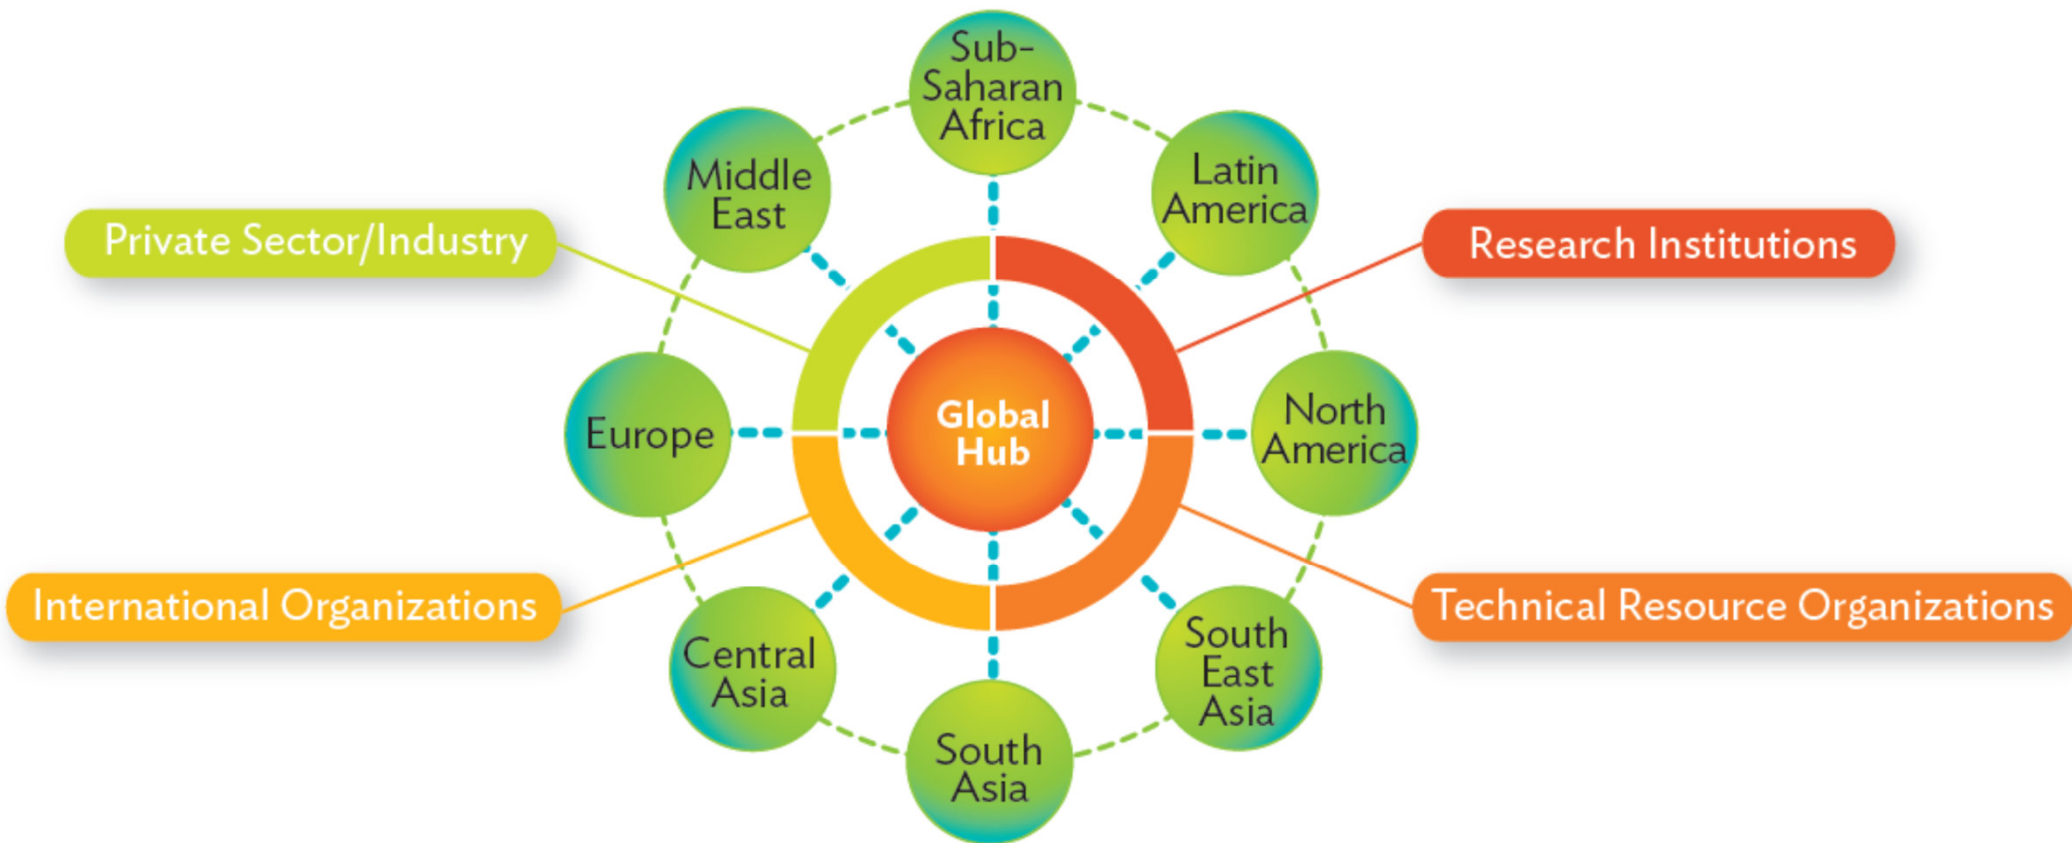 Sub-
Saharan
Africa
Middle
East
Latin
America
Private Sector/Industry
Research Institutions
Europe
Global
Hub
North
America
International Organizations
Technical Resource Organizations
Central
Asia
South
East
Asia
South
Asia